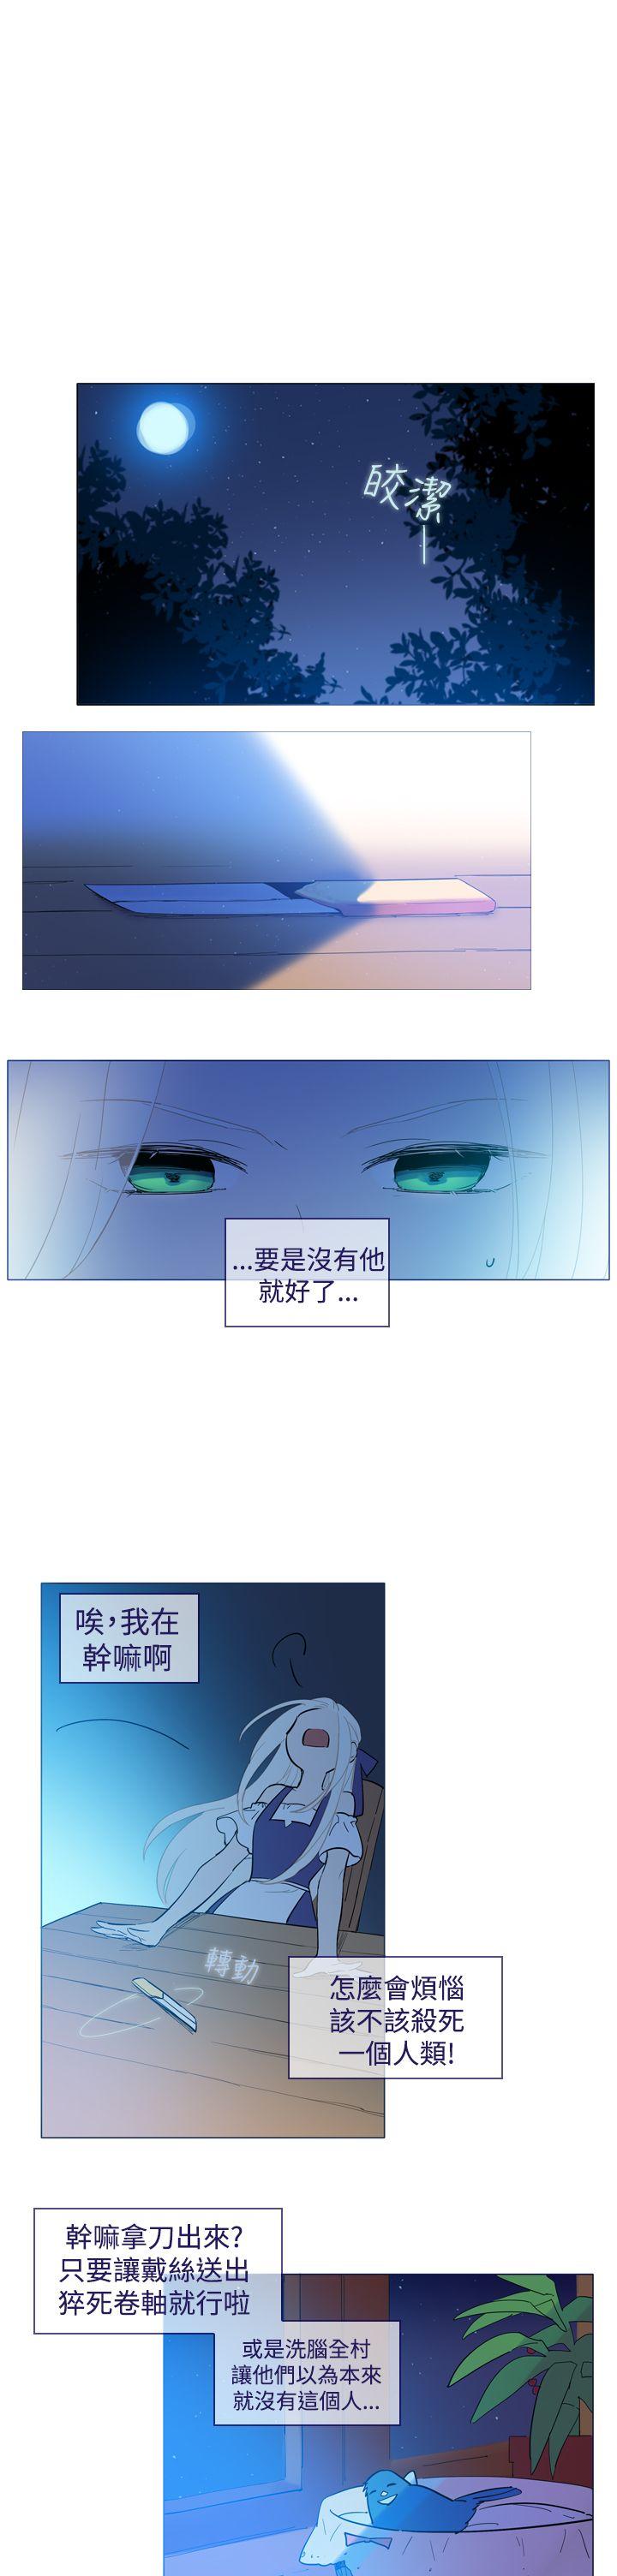 皎潔—
...要是沒有他
就好了...
唉，我在
幹嘛啊
轉動
怎麼會煩惱
該不該殺死
一個人類!
幹嘛拿刀出來?
只要讓戴絲送出
猝死卷軸就行啦
或是洗腦全村
讓他們以為本來
就沒有這個人...